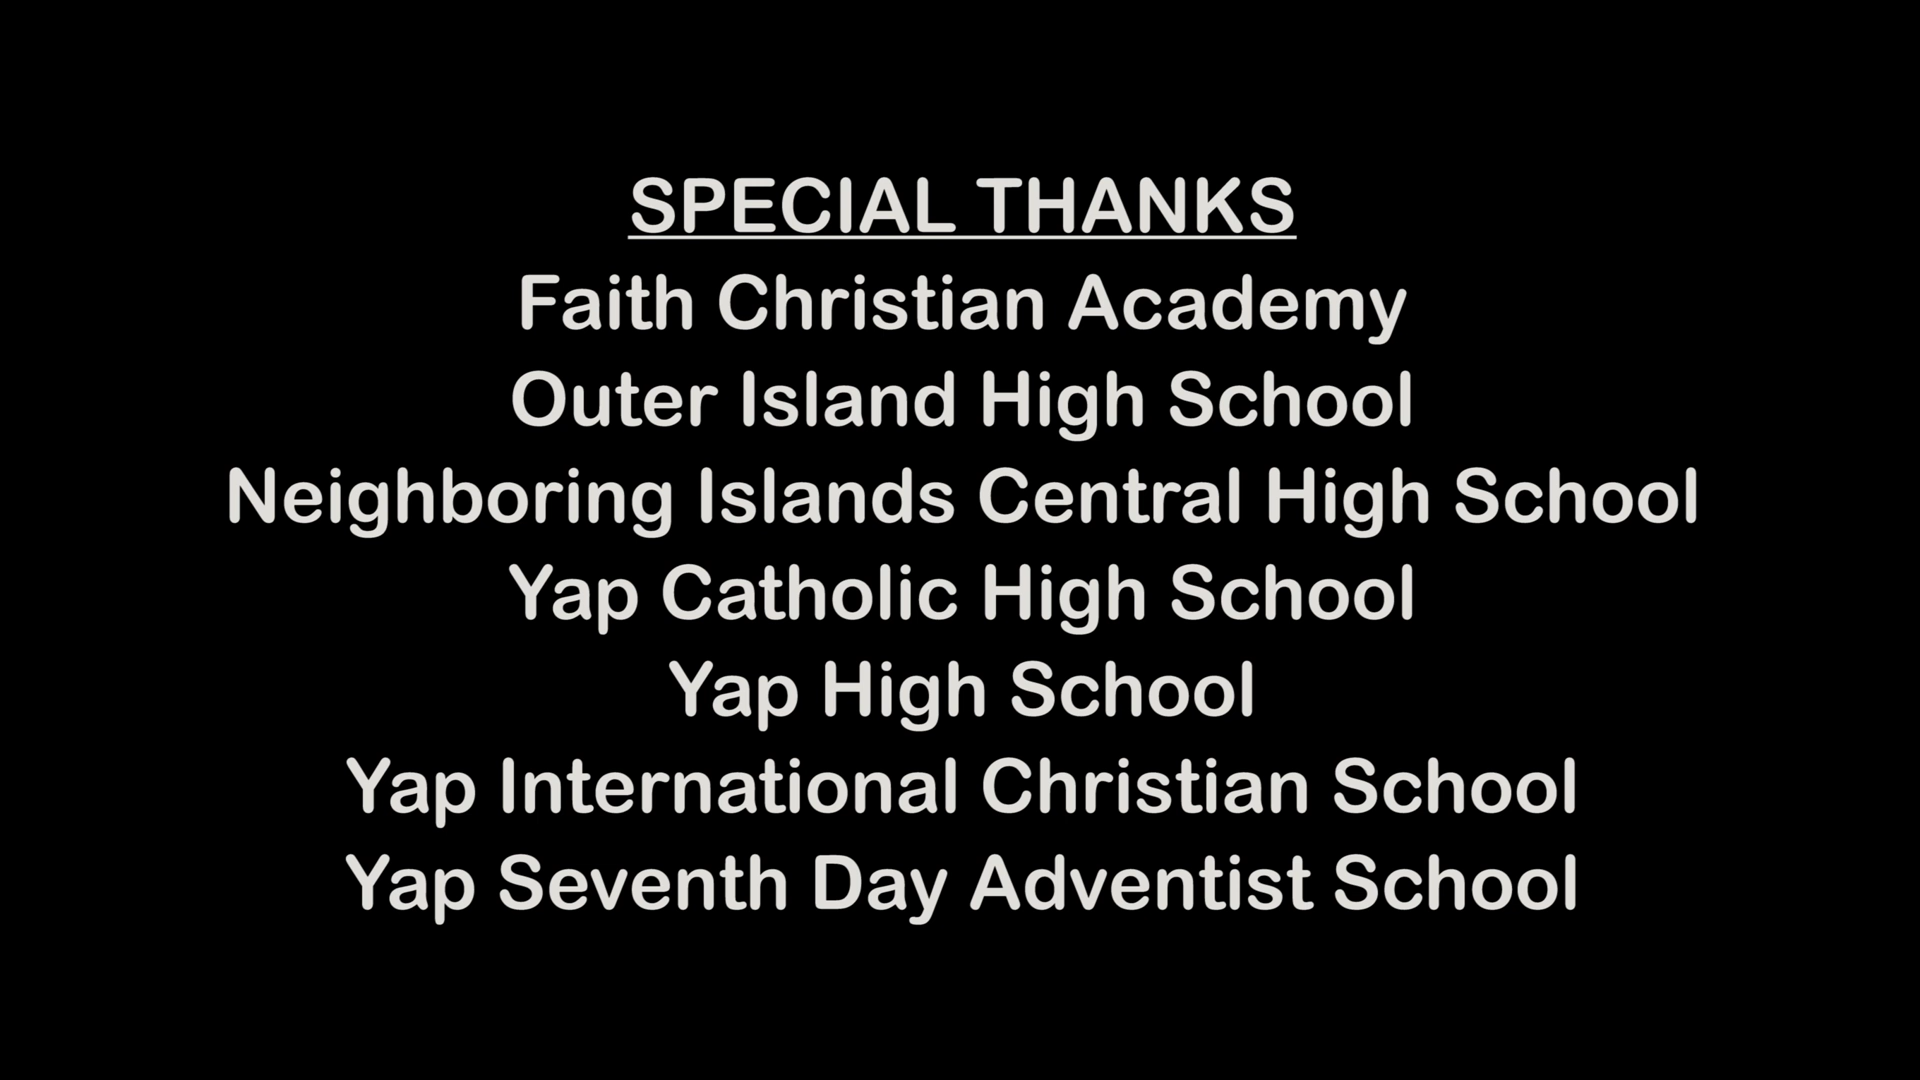 SPECIAL THANKS
Faith Christian Academy
Outer Island High School
Neighboring Islands Central High School
Yap Catholic High School
Yap High School
Yap International Christian School
Yap Seventh Day Adventist School